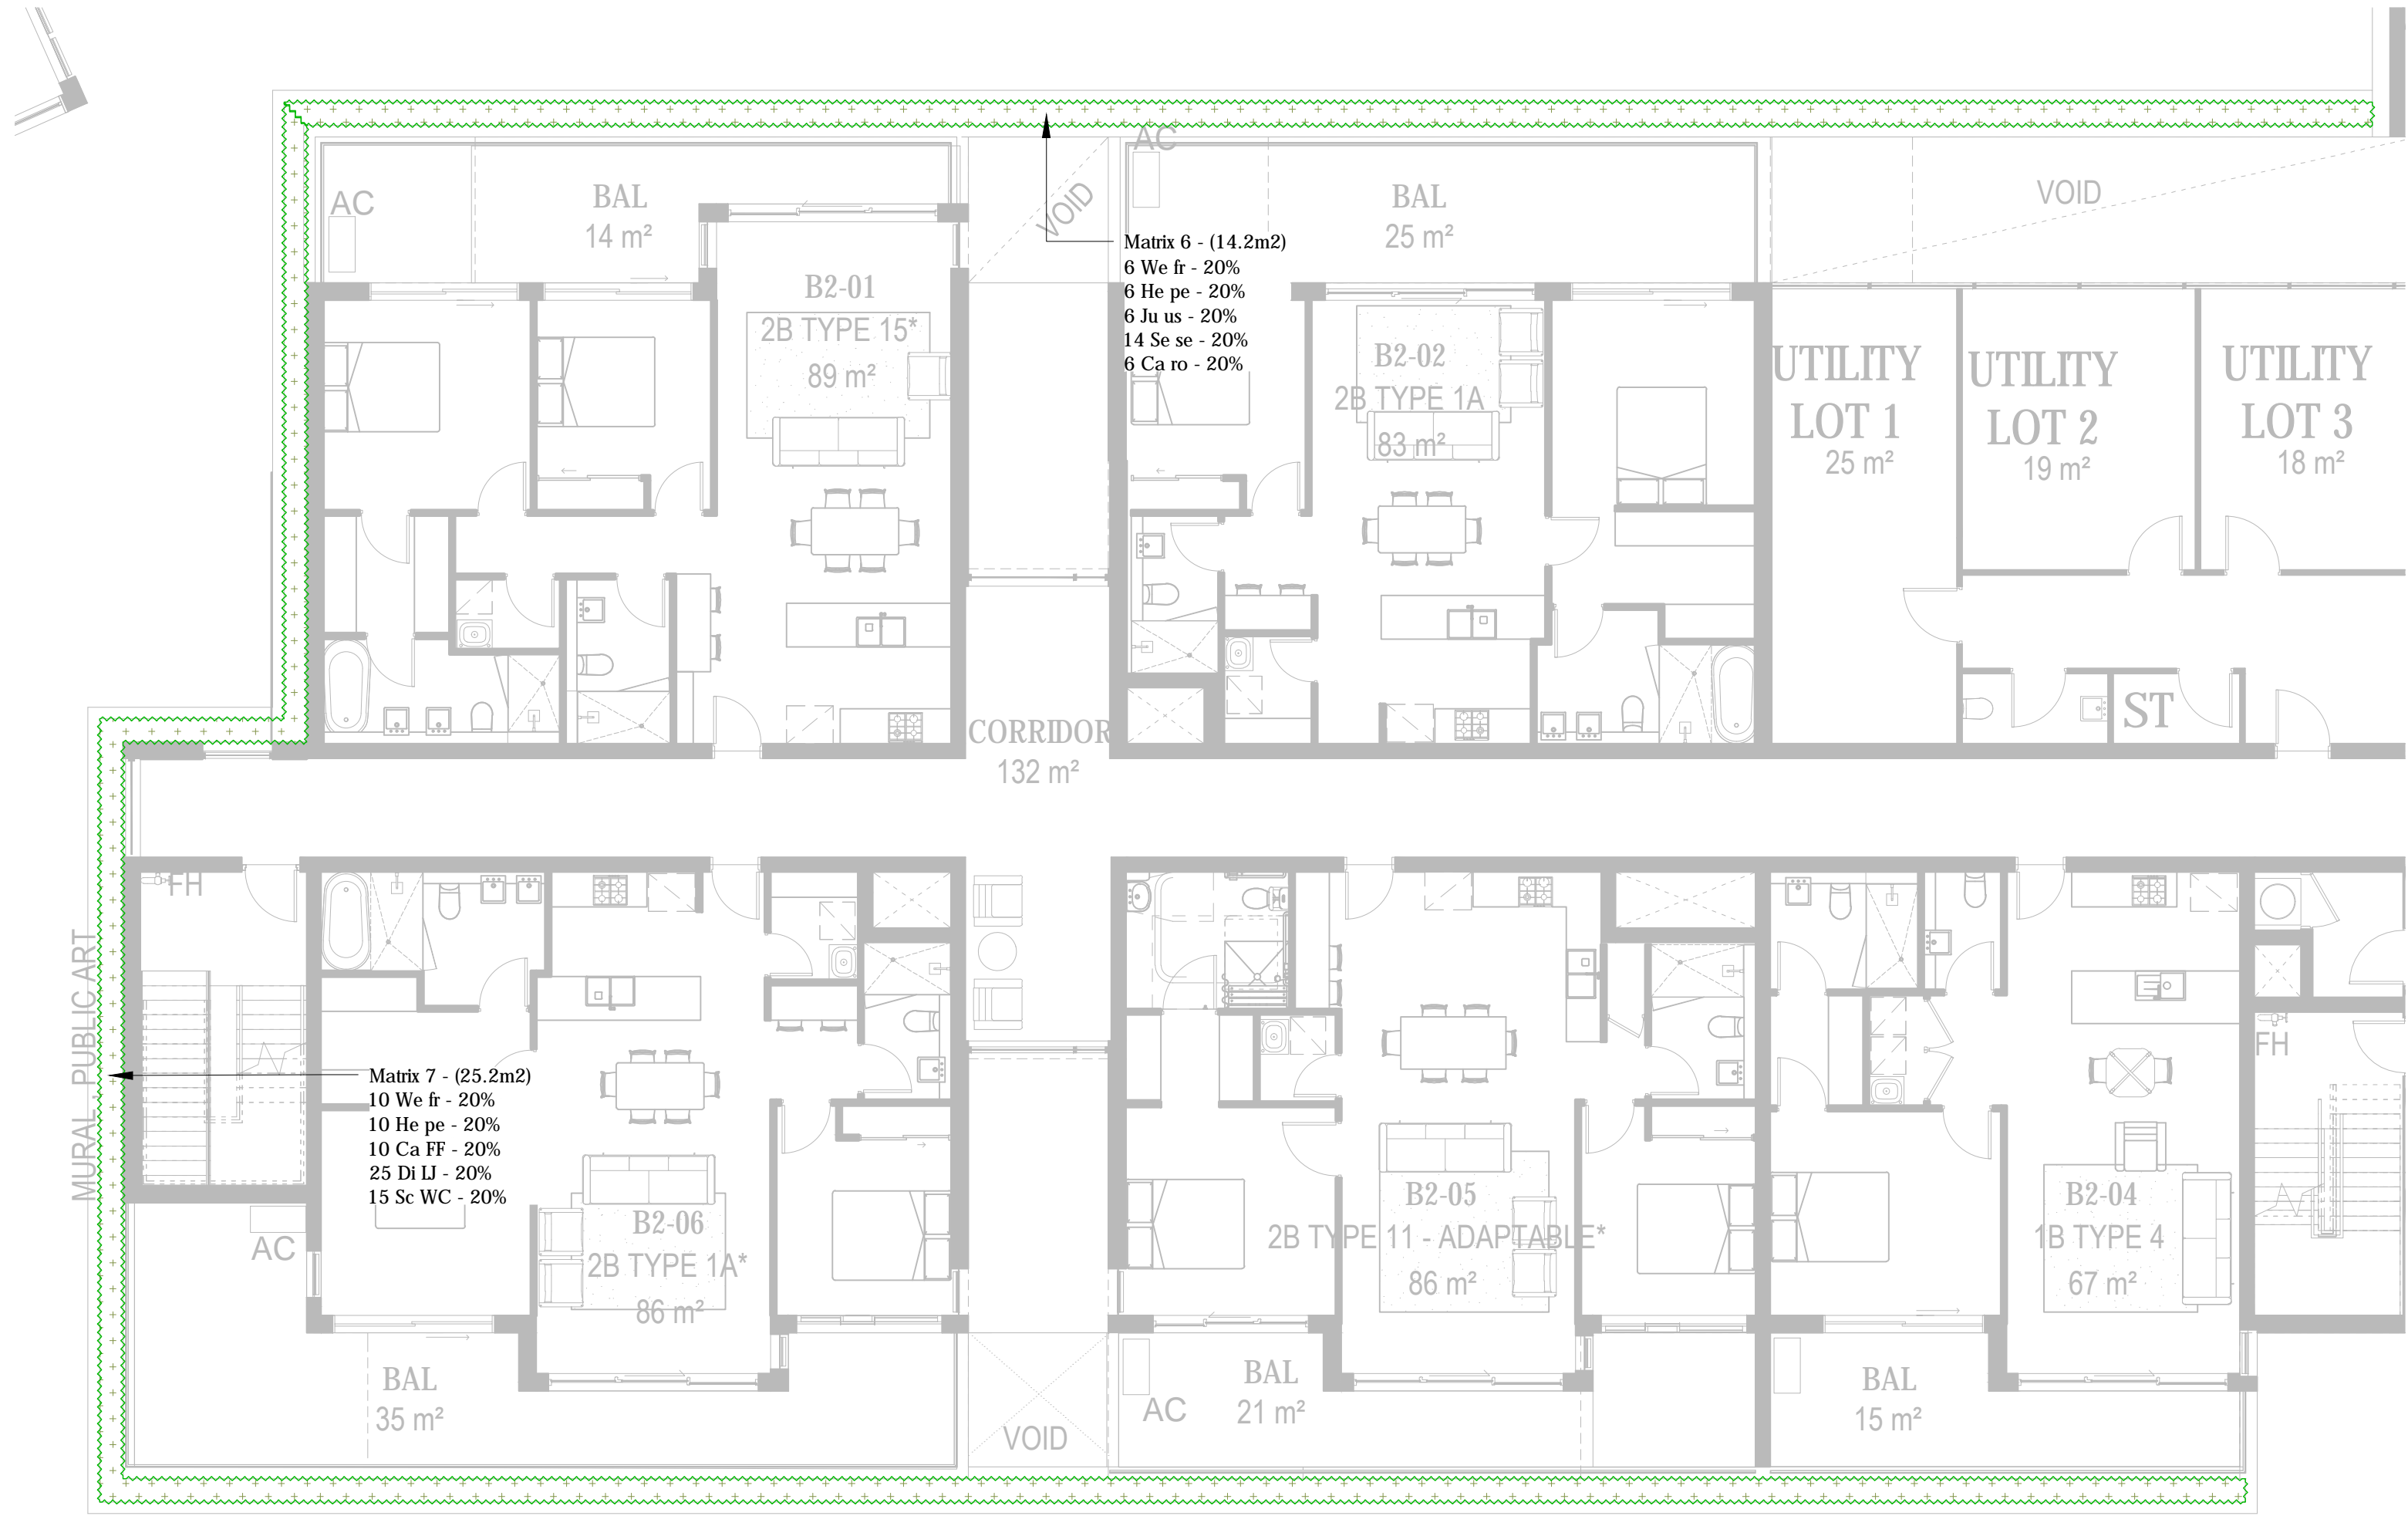 AC
BAL
14 m²
VOID
AC
BAL
25 m²
VOID
Matrix 6 - (14.2m2)
6 We fr - 20%
6 He pe - 20%
6 Ju us - 20%
14 Se se - 20%
6 Ca ro - 20%
B2-01
2B TYPE 15*
89 m²
B2-02
2B TYPE 1A
83 m²
UTILITY
LOT 1
25 m²
UTILITY
LOT 2
19 m²
UTILITY
LOT 3
18 m²
ST
CORRIDOR
132 m²
FH
MURAL , PUBLIC ART
Matrix 7 - (25.2m2)
10 We fr - 20%
10 He pe - 20%
10 Ca FF - 20%
25 Di LJ - 20%
15 Sc WC - 20%
FH
AC
B2-06
2B TYPE 1A*
86 m²
B2-05
2B TYPE 11 - ADAPTABLE*
86 m²
B2-04
1B TYPE 4
67 m²
BAL
35 m²
VOID
AC
BAL
21 m²
BAL
15 m²